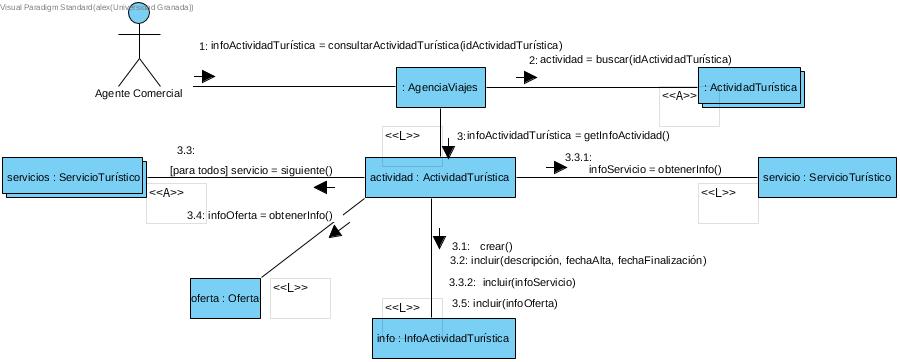 Visual Paradigm Standard(alex(Universidad Granada))
1: infoActividadTurística = consultarActividadTurística(idActividadTurística)
2: actividad = buscar(idActividadTurística)
Agente Comercial
: AgenciaViajes
: ActividadTurística
<<A>>
<<L>>
3: infoActividadTurística = getInfoActividad()
3.3:
[para todos] servicio = siguiente()
3.3.1:
infoServicio = obtenerInfo()
servicios : ServicioTurístico
actividad : ActividadTurística
servicio : ServicioTurístico
<<A>>
<<L>>
3.4: infoOferta = obtenerInfo()
3.1: crear()
3.2: incluir(descripción, fechaAlta, fechaFinalización)
3.3.2: incluir(infoServicio)
3.5: incluir(infoOferta)
oferta : Oferta
<<L>>
<<L>>
info : InfoActividadTurística